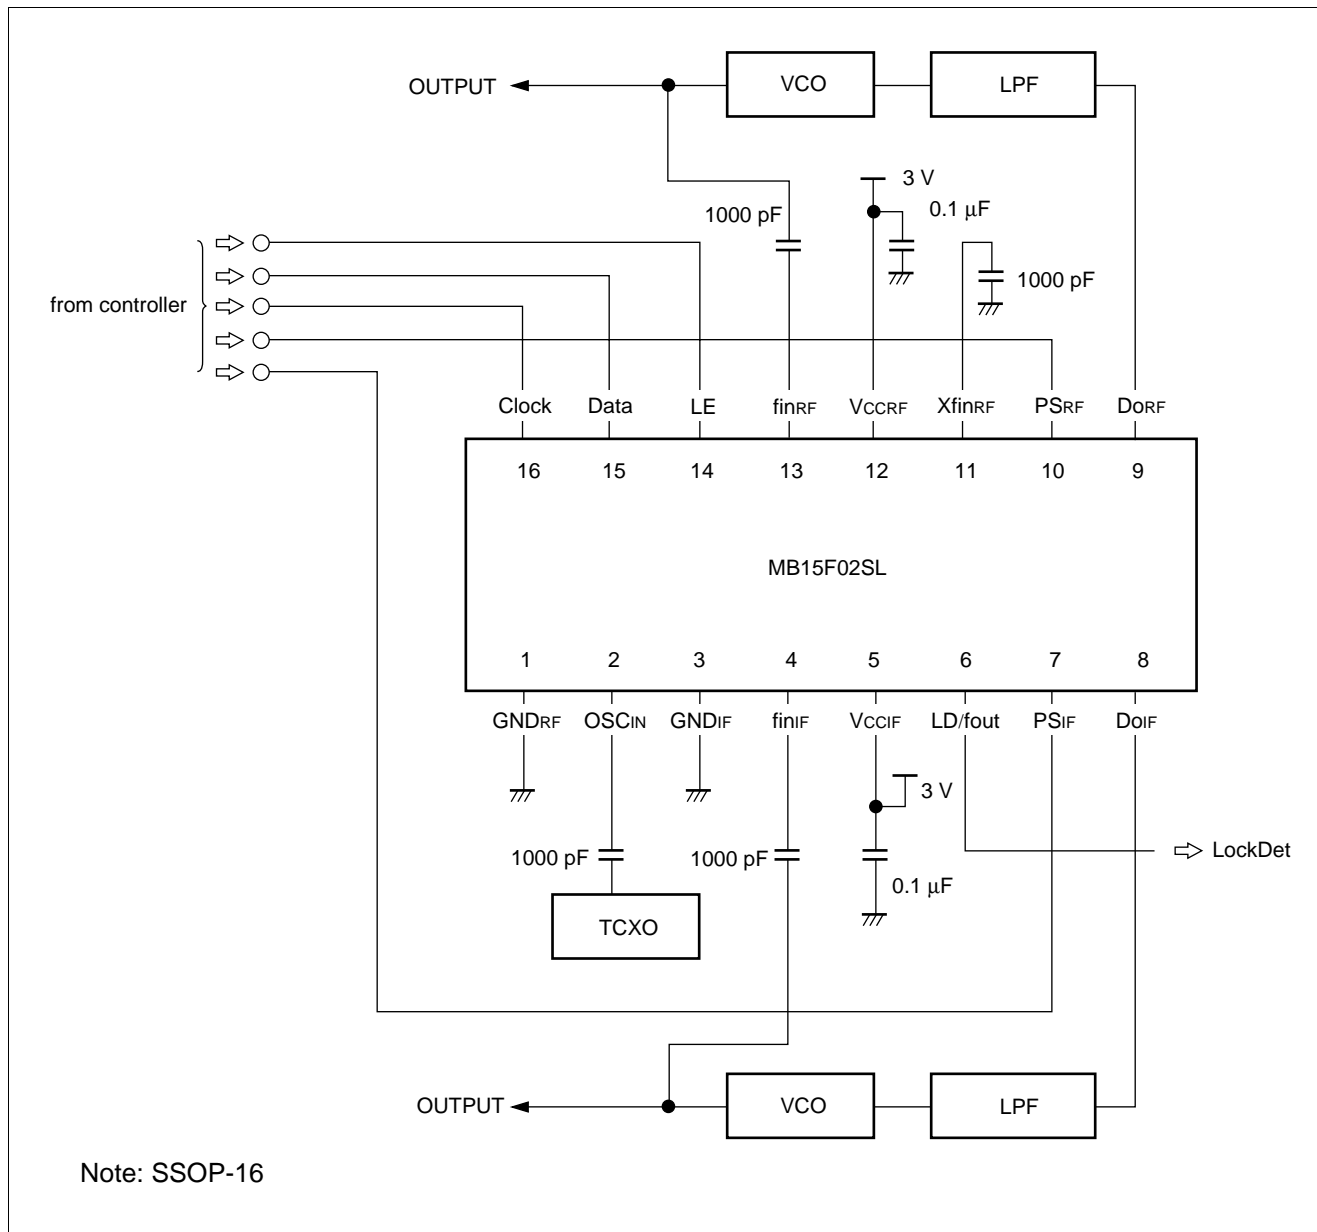 OUTPUT
VCO
LPF
3 V
1000 pF
0.1 μF
1000 pF
from controller
Clock Data LE finRF VCCRF XfinRF PSRF DoRF
16 15 14 13 12 11 10 9
MB15F02SL
1 2 3 4 5 6 7 8
GNDRF OSCIN GNDIF finIF VCCIF LD/fout PSIF DoIF
3 V
1000 pF
1000 pF
LockDet
0.1 μF
TCXO
OUTPUT
VCO
LPF
Note: SSOP-16